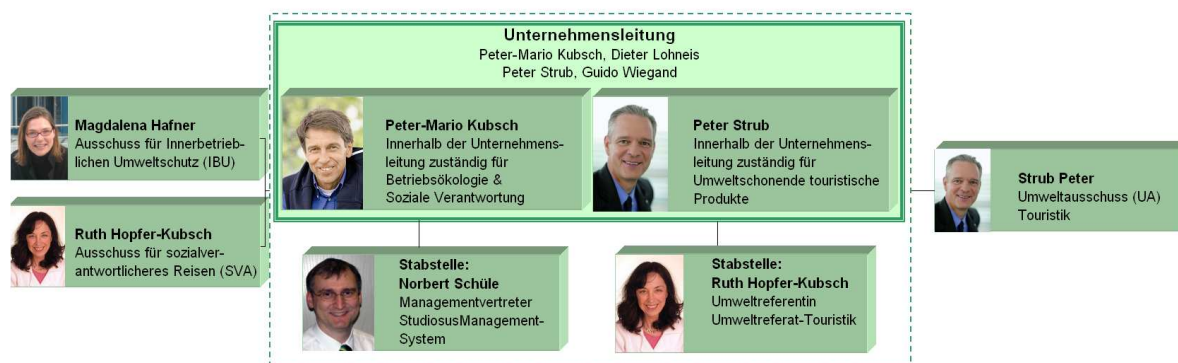 Unternehmensleitung
Peter-Mario Kubsch, Dieter Lohneis
Peter Strub, Guido Wiegand
Magdalena Hafner
Ausschuss für Innerbetrieb-
lichen Umweltschutz (IBU)
Ruth Hopfer-Kubsch
Ausschuss für sozialver-
antwortlicheres Reisen (SVA)
Peter-Mario Kubsch
Innerhalb der Unternehmens-
leitung zuständig für
Betriebsökologie &
Soziale Verantwortung
Peter Strub
Innerhalb der Unternehmens-
leitung zuständig für
Umweltschonende touristische
Produkte
Strub Peter
Umweltausschuss (UA)
Touristik
Stabstelle:
Norbert Schüle
Managementvertreter
StudiosusManagement-
System
Stabstelle:
Ruth Hopfer-Kubsch
Umweltreferentin
Umweltreferat-Touristik